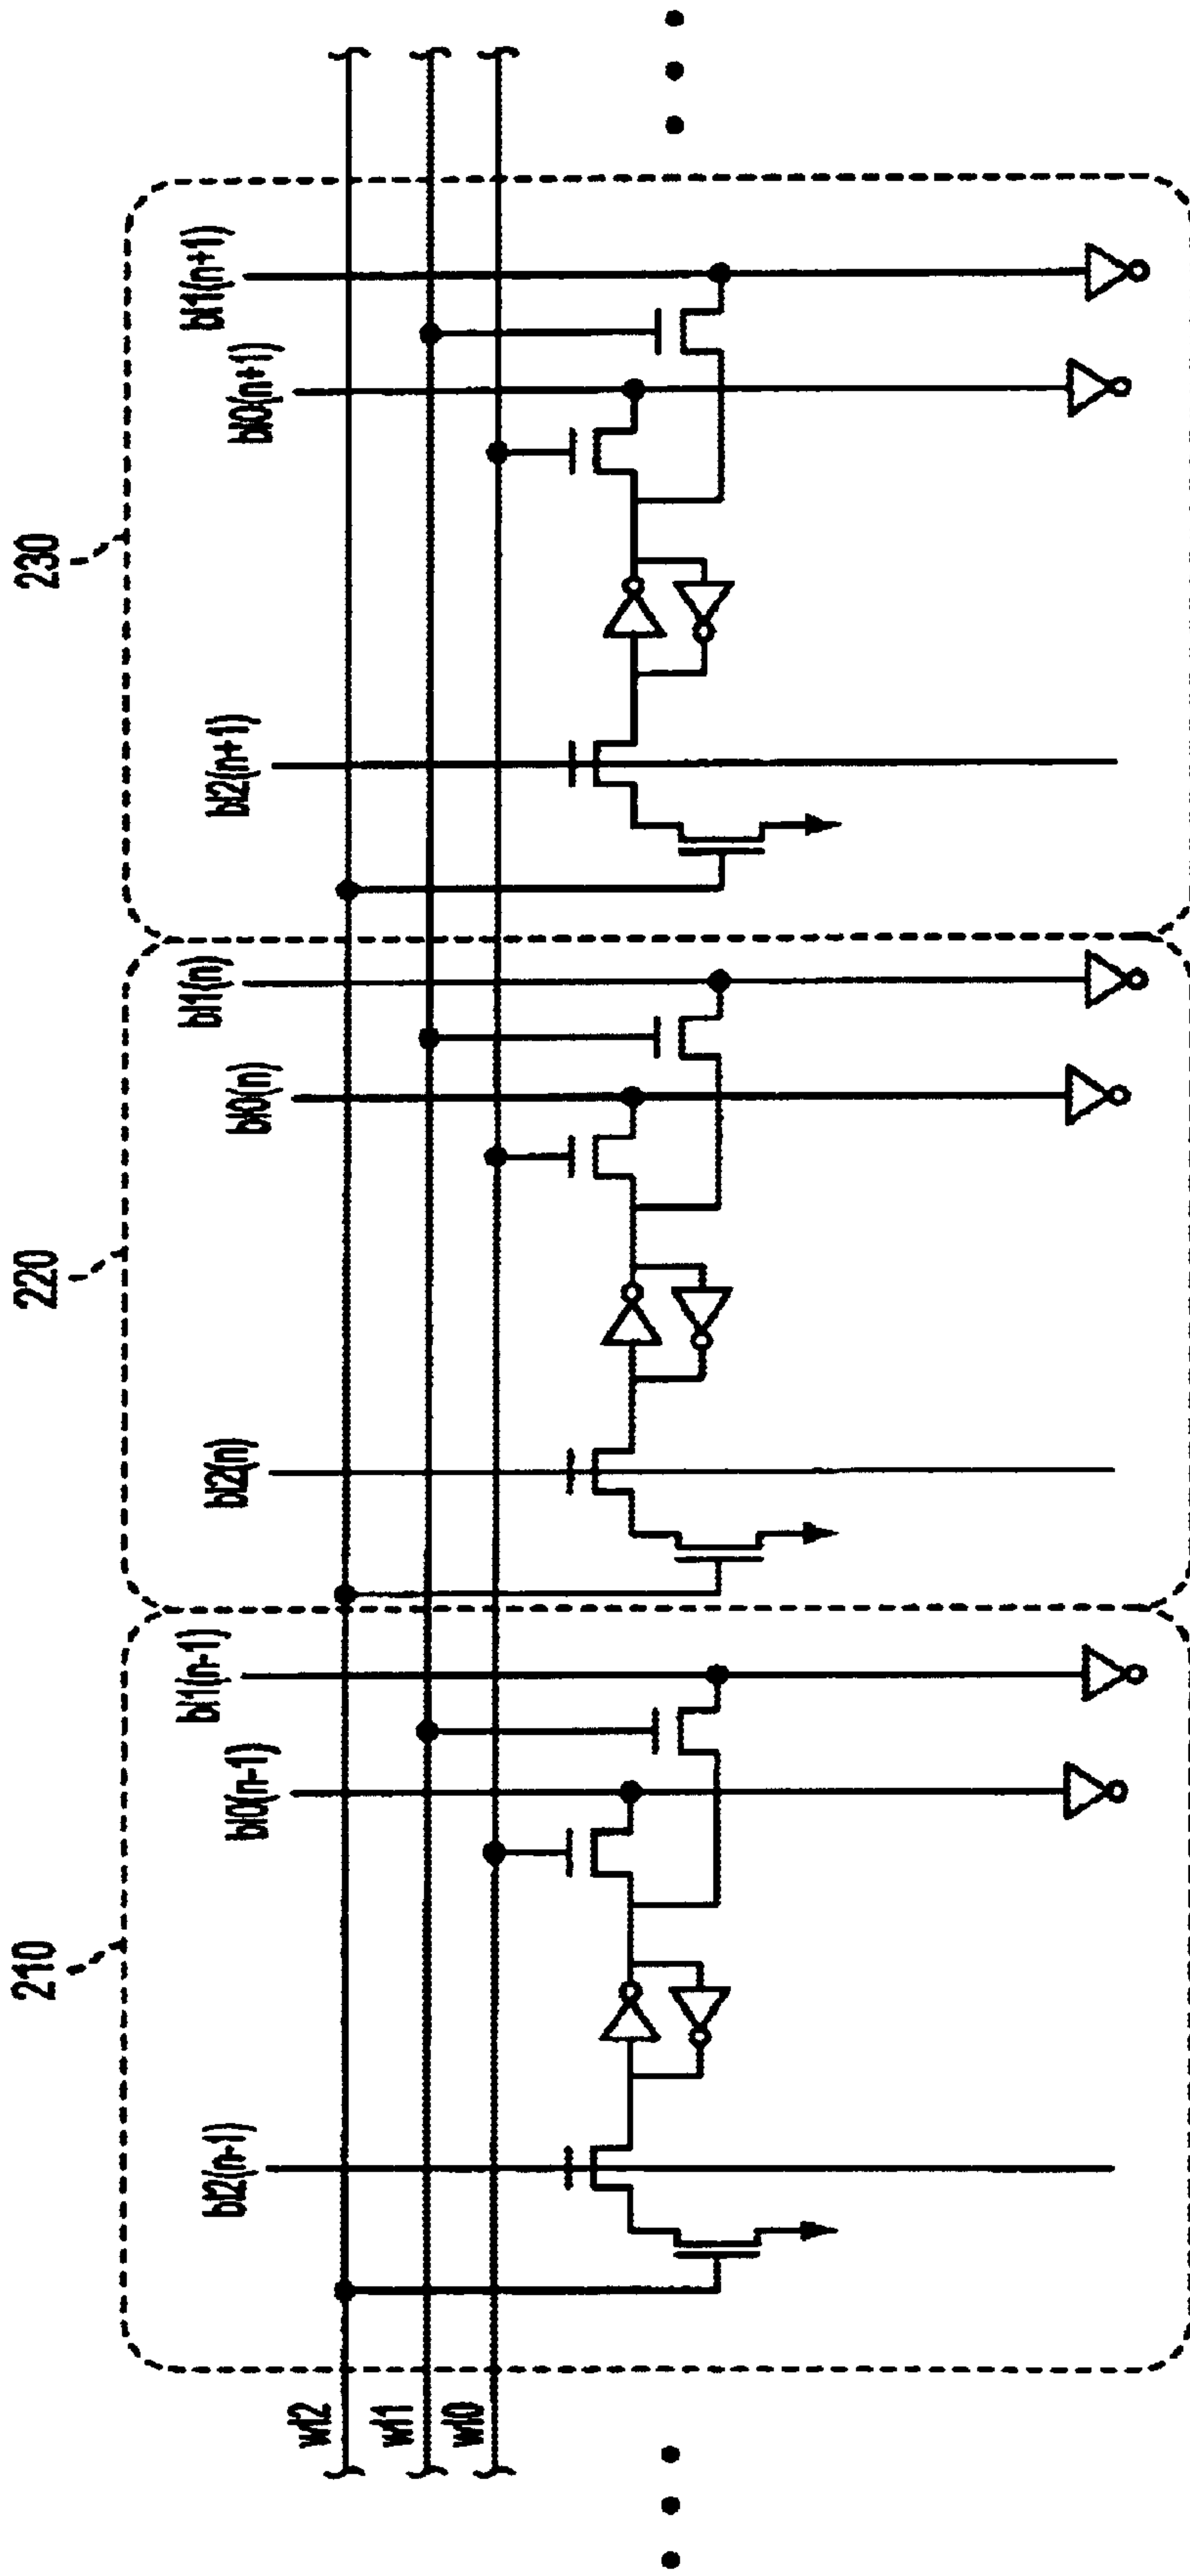 210
220
230
bl2(n-1)
bl0(n-1)
bl1(n-1)
bl2(n)
bl0(n)
bl1(n)
bl2(n+1)
bl0(n+1)
bl1(n+1)
wl2
wl1
wl0